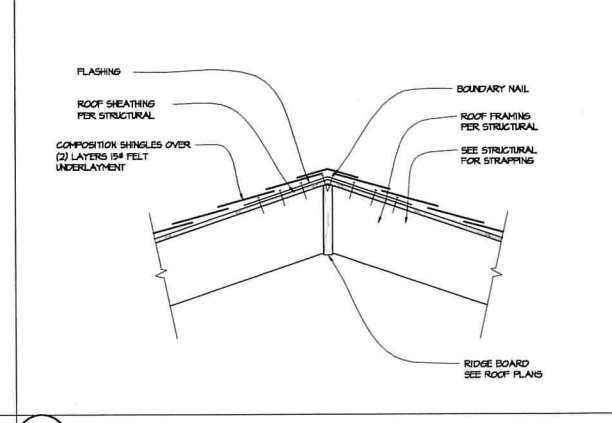 FLASHING
ROOF SHEATHING
PER STRUCTURAL
COMPOSITION SHINGLES OVER
(2) LAYERS 15# FELT
UNDERLAYMENT
BOUNDARY NAIL
ROOF FRAMING
PER STRUCTURAL
SEE STRUCTURAL
FOR STRAPPING
RIDGE BOARD
SEE ROOF PLANS